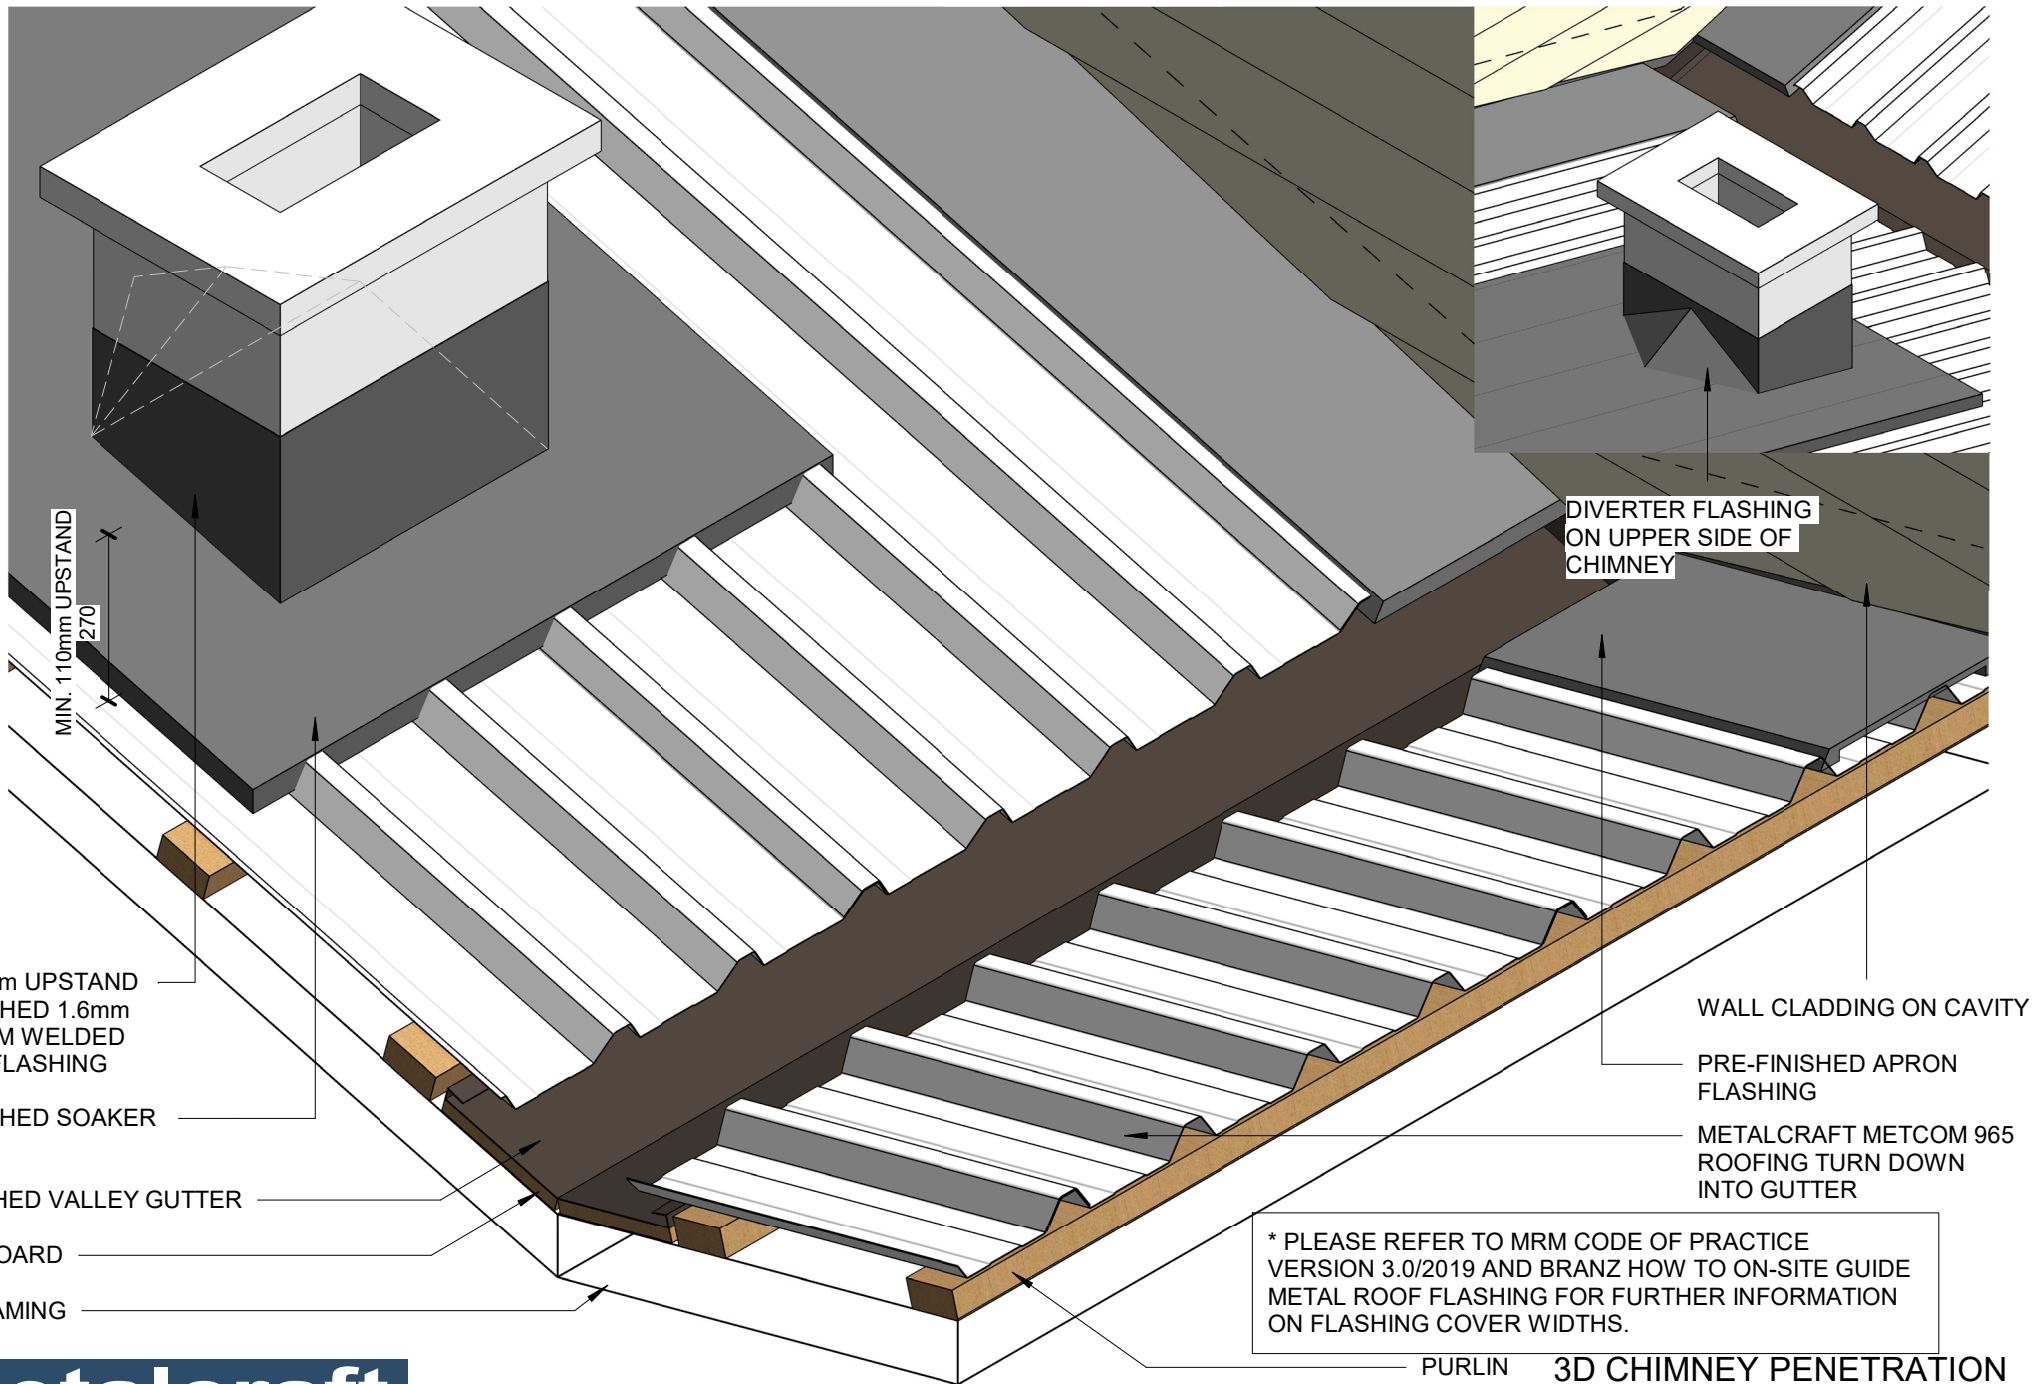 MIN. 110mm UPSTAND
270
DIVERTER FLASHING
ON UPPER SIDE OF
CHIMNEY
m UPSTAND
HED 1.6mm
M WELDED
FLASHING
HED SOAKER
HED VALLEY GUTTER
OARD
AMING
WALL CLADDING ON CAVITY
PRE-FINISHED APRON
FLASHING
METALCRAFT METCOM 965
ROOFING TURN DOWN
INTO GUTTER
* PLEASE REFER TO MRM CODE OF PRACTICE
VERSION 3.0/2019 AND BRANZ HOW TO ON-SITE GUIDE
METAL ROOF FLASHING FOR FURTHER INFORMATION
ON FLASHING COVER WIDTHS.
PURLIN
3D CHIMNEY PENETRATION